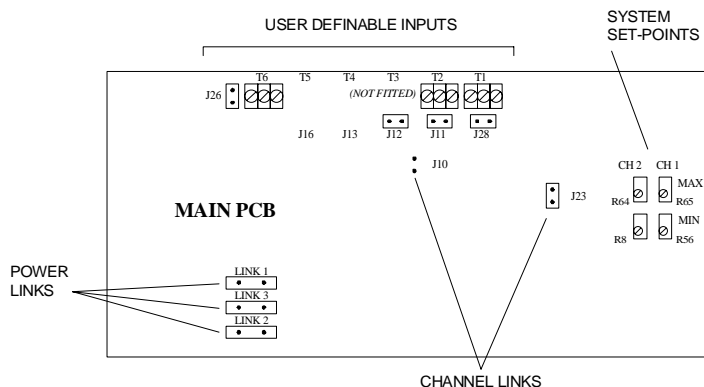 USER DEFINABLE INPUTS
SYSTEM
SET-POINTS
T6 T5 T4 T3 T2 T1
J26
(NOT FITTED)
J16 J13 J12 J11 J28
J10
CH 2 CH 1
MAX
J23
R64 R65
MAIN PCB
MIN
R8 R56
POWER
LINKS
LINK 1
LINK 3
LINK 2
CHANNEL LINKS